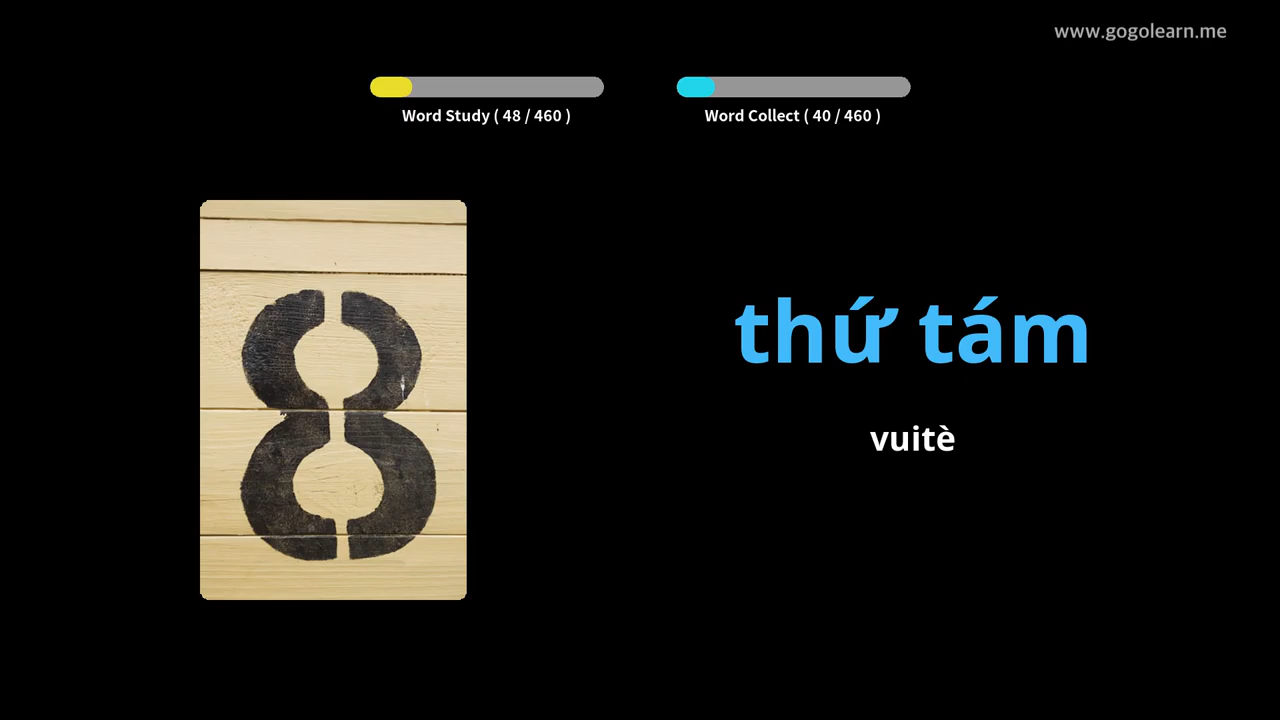 www.gogolearn.me
Word Study ( 48 / 460 )
Word Collect ( 40 / 460 )
8
thứ tám
vuitè